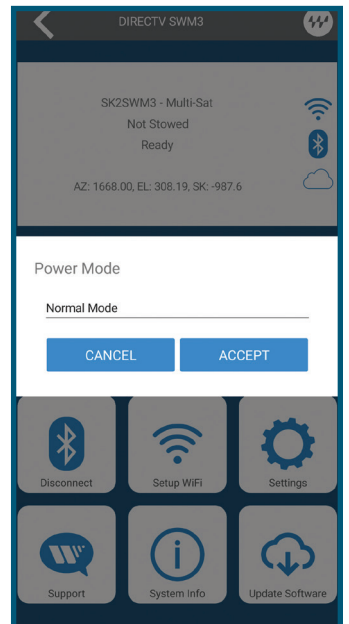 DIRECTV SWM3
SK2SWM3 - Multi-Sat
Not Stowed
Ready
AZ: 1668.00, EL: 308.19, SK: -987.6
Power Mode
Normal Mode
CANCEL
ACCEPT
Disconnect
Setup WiFi
Settings
Support
System Info
Update Software